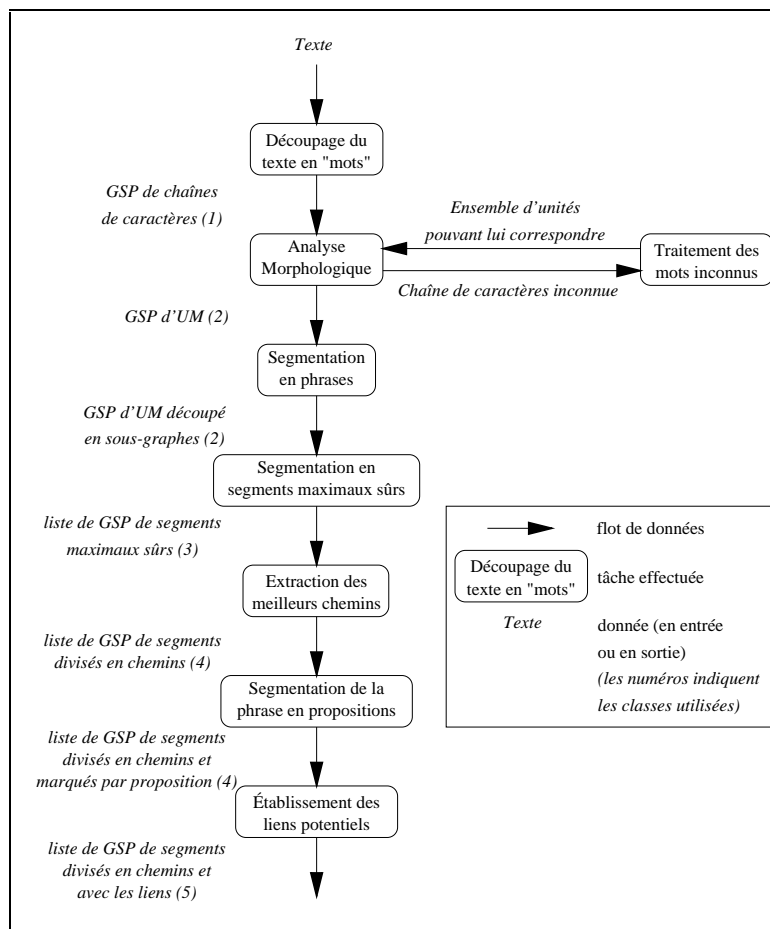 Texte
Découpage du
texte en "mots"
GSP de chaînes
de caractères (1)
Ensemble d'unités
pouvant lui correspondre
Analyse
Morphologique
Traitement des
mots inconnus
Chaîne de caractères inconnue
GSP d'UM (2)
Segmentation
en phrases
GSP d'UM découpé
en sous-graphes (2)
Segmentation en
segments maximaux sûrs
liste de GSP de segments
maximaux sûrs (3)
Extraction des
meilleurs chemins
liste de GSP de segments
divisés en chemins (4)
Segmentation de la
phrase en propositions
liste de GSP de segments
divisés en chemins et
marqués par proposition (4)
Établissement des
liens potentiels
liste de GSP de segments
divisés en chemins et
avec les liens (5)
flot de données
Découpage du
texte en "mots"
tâche effectuée
Texte
donnée (en entrée
ou en sortie)
(les numéros indiquent
les classes utilisées)